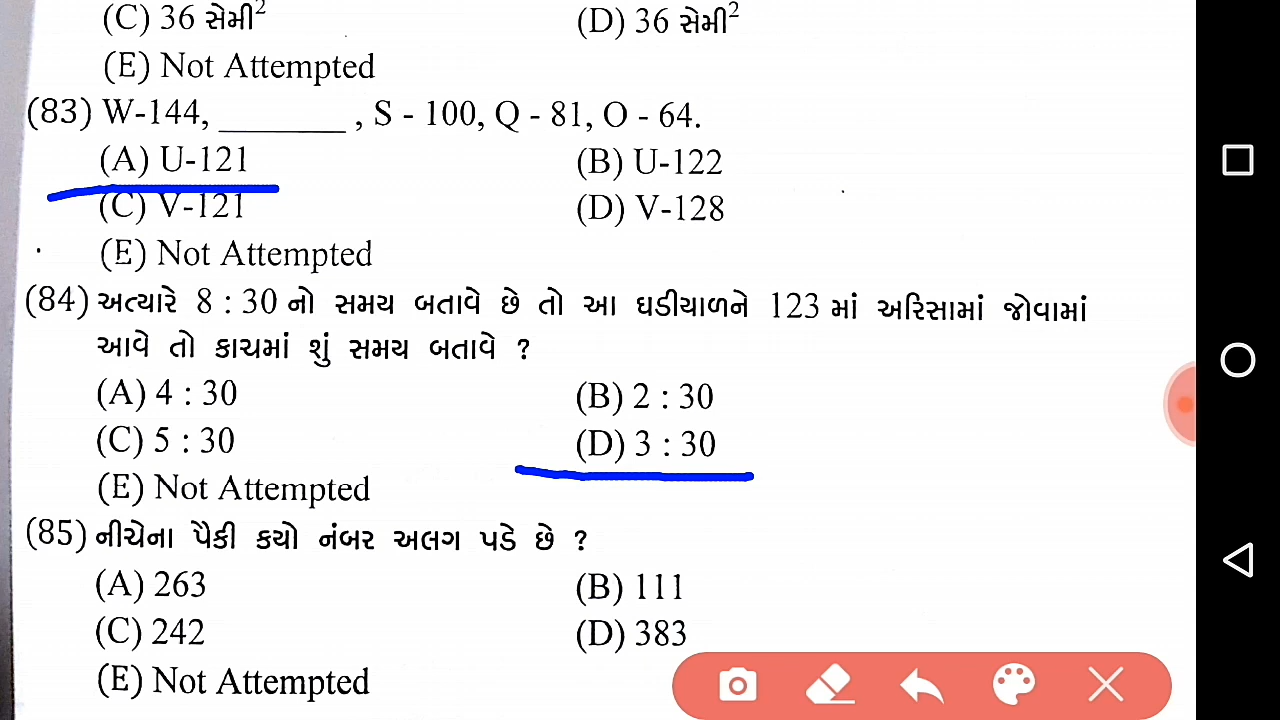 (C) 36 સેમી² (D) 36 સેમી²
(E) Not Attempted
(83) W-144, _______ , S - 100, Q - 81, O - 64.
(A) U-121 (B) U-122
(C) V-121 (D) V-128
(E) Not Attempted
(84) અત્યારે 8 : 30 નો સમય બતાવે છે તો આ ઘડીયાળને 123 માં અરિસામાં જોવામાં
આવે તો કાચમાં શું સમય બતાવે ?
(A) 4 : 30 (B) 2 : 30
(C) 5 : 30 (D) 3 : 30
(E) Not Attempted
(85) નીચેના પૈકી કયો નંબર અલગ પડે છે ?
(A) 263 (B) 111
(C) 242 (D) 383
(E) Not Attempted